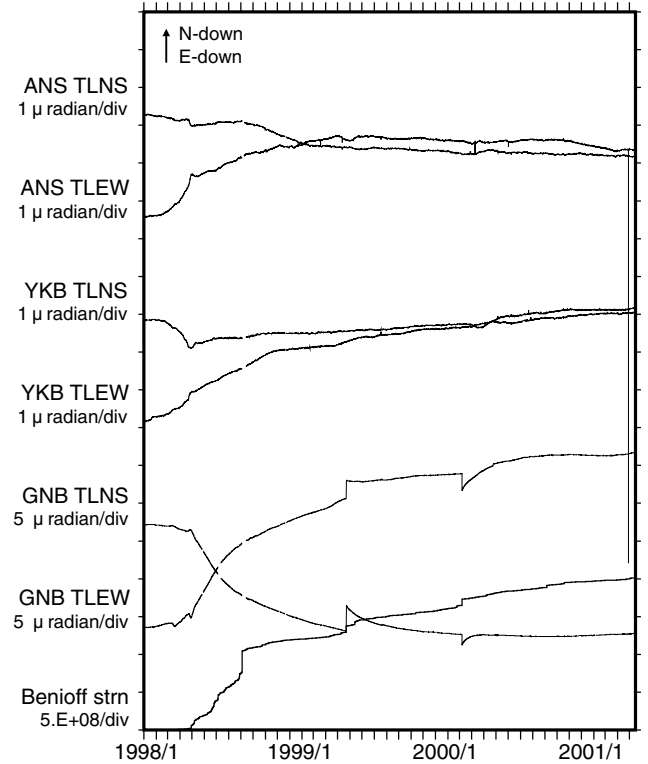 N-down
E-down
ANS TLNS
1 μ radian/div
ANS TLEW
1 μ radian/div
YKB TLNS
1 μ radian/div
YKB TLEW
1 μ radian/div
GNB TLNS
5 μ radian/div
GNB TLEW
5 μ radian/div
Benioff strn
5.E+08/div
1998/1 1999/1 2000/1 2001/1